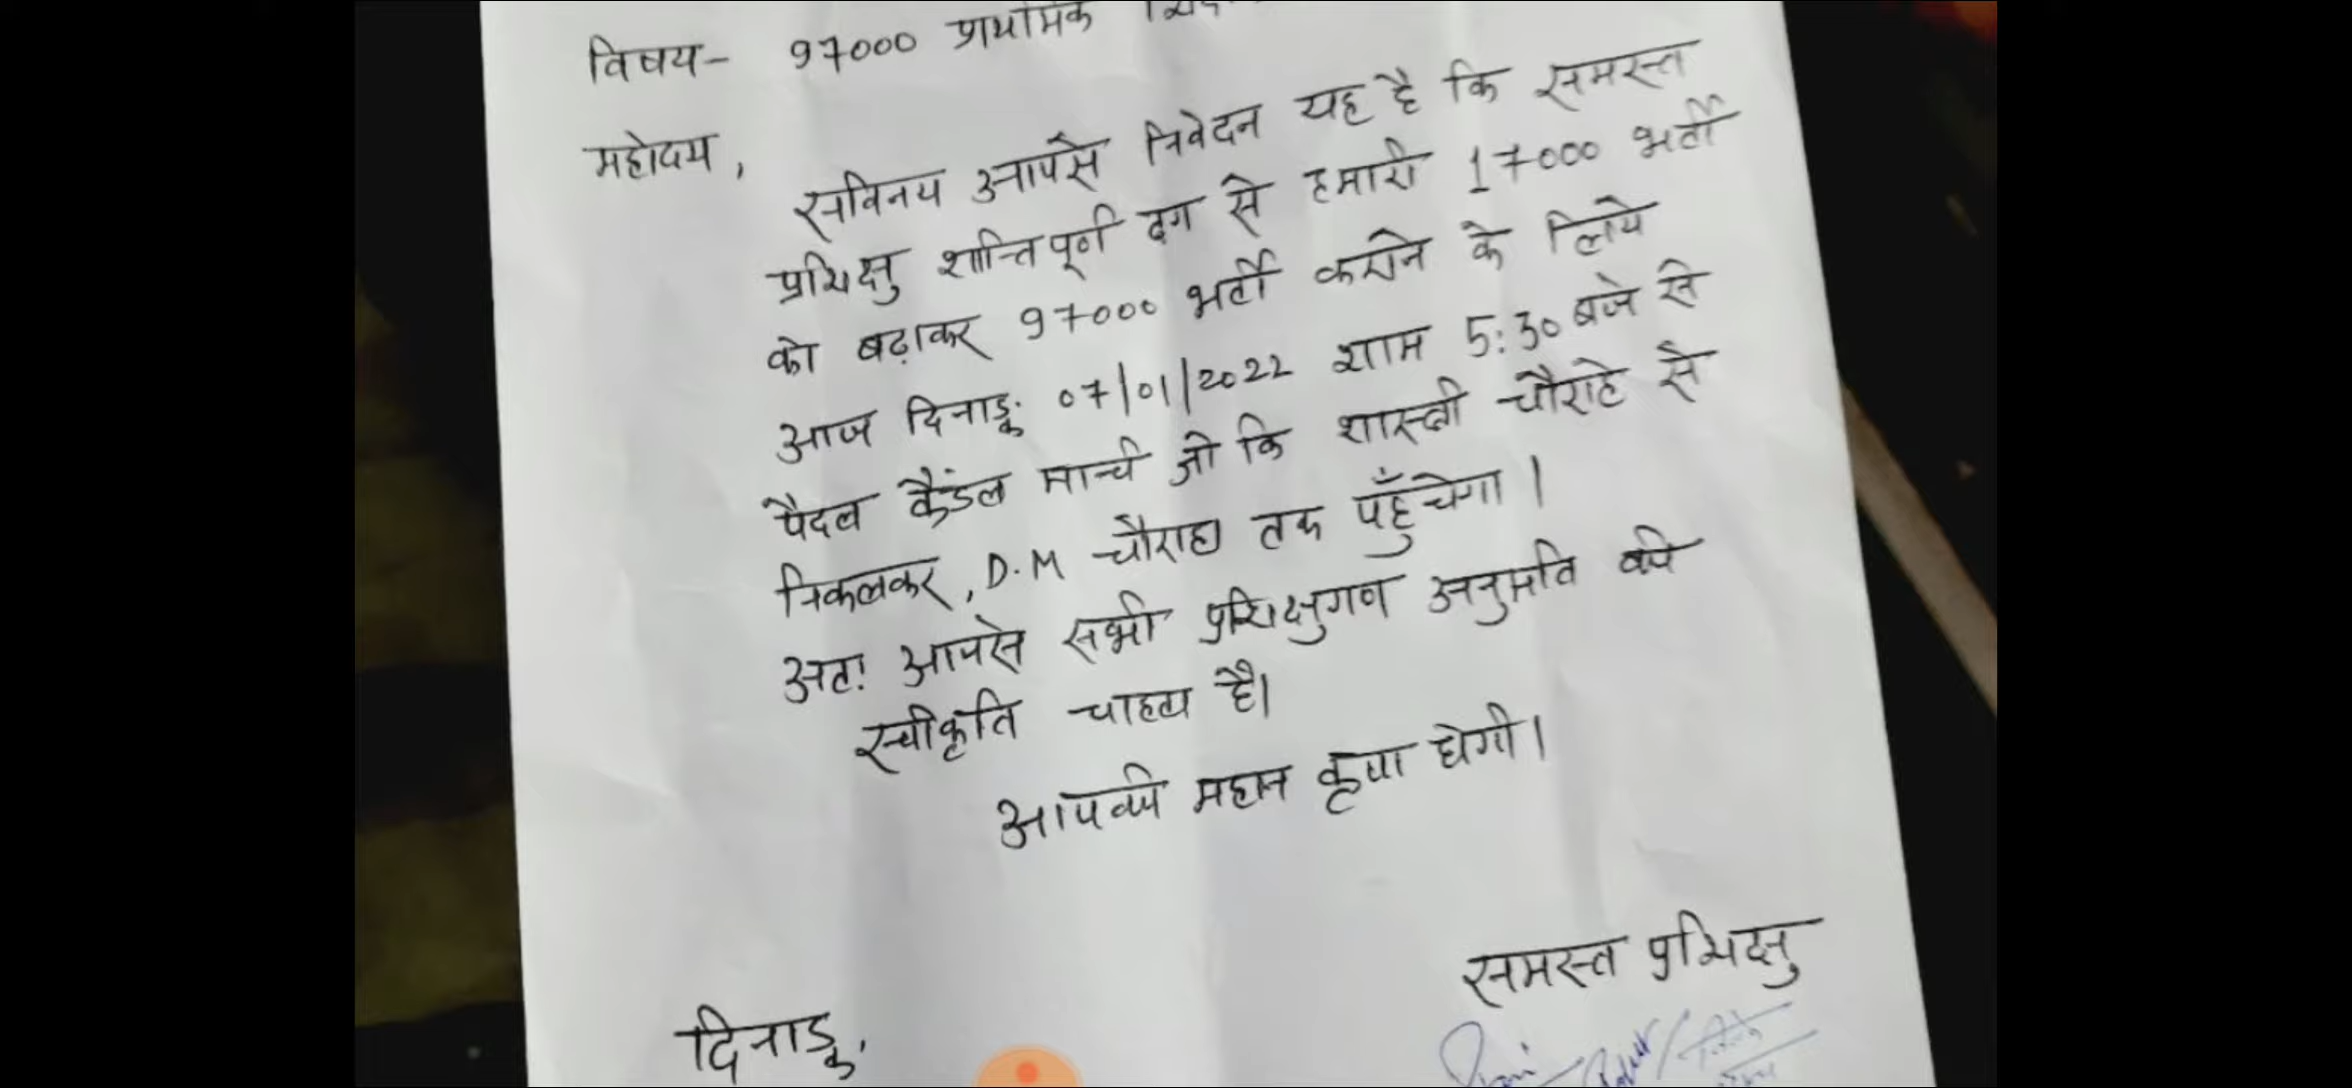 विषय- 97000 प्राथमिक
महोदय,
सविनय आपसे निवेदन यह है कि समस्त
प्रशिक्षु शान्तिपूर्ण ढंग से हमारी 17000 भर्ती
को बढ़ाकर 97000 भर्ती कराने के लिये
आज दिनाङ्क 07/01/2022 शाम 5:30 बजे से
पैदल कैंडल मार्च जो कि शास्त्री चौराहे से
निकलकर, D.M चौराहा तक पहुँचेगा।
अतः आपसे सभी प्रशिक्षुगण अनुमति की
स्वीकृति चाहता है।
आपकी महान कृपा होगी।
समस्त प्रशिक्षु
दिनाङ्क,